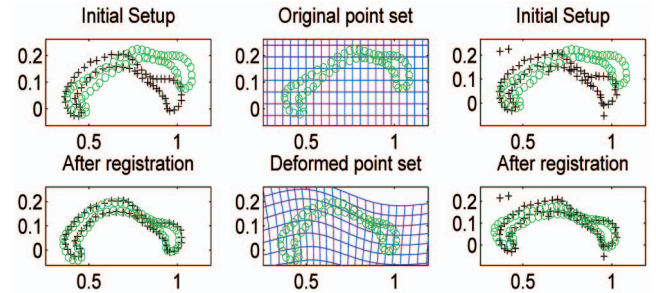 Initial Setup Original point set Initial Setup
0.2 0.2 0.2
0.1 0.1 0.1
0 0 0
0.5 1 0.5 1 0.5 1
After registration Deformed point set After registration
0.2 0.2 0.2
0.1 0.1 0.1
0 0 0
0.5 1 0.5 1 0.5 1